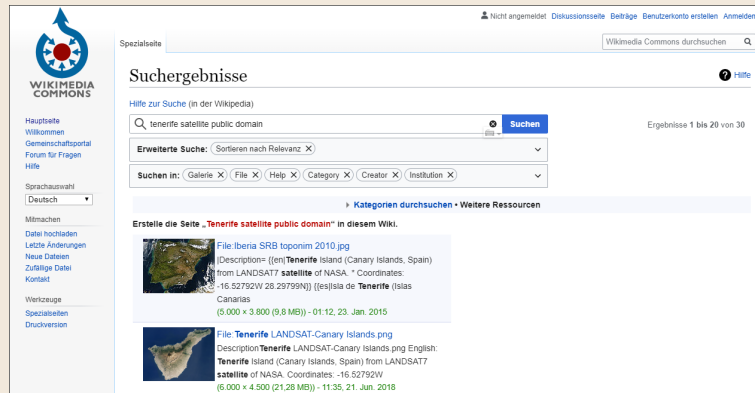 Nicht angemeldet Diskussionsseite Beiträge Benutzerkonto erstellen Anmelden
Spezialseite
Wikimedia Commons durchsuchen
WIKIMEDIA
COMMONS
Suchergebnisse
Hilfe
Hilfe zur Suche (in der Wikipedia)
tenerife satellite public domain
Suchen
Ergebnisse 1 bis 20 von 30
Erweiterte Suche: Sortieren nach Relevanz X
Suchen in: Galerie X File X Help X Category X Creator X Institution X
Kategorien durchsuchen • Weitere Ressourcen
Erstelle die Seite „Tenerife satellite public domain“ in diesem Wiki.
File:Iberia SRB toponim 2010.jpg
|Description= {{en|Tenerife Island (Canary Islands, Spain)
from LANDSAT7 satellite of NASA. * Coordinates:
-16.52792W 28.29799N}} {{es|Isla de Tenerife (Islas
Canarias
(5.000 × 3.800 (9,8 MB)) - 01:12, 23. Jan. 2015
File:Tenerife LANDSAT-Canary Islands.png
DescriptionTenerife LANDSAT-Canary Islands.png English:
Tenerife Island (Canary Islands, Spain) from LANDSAT7
satellite of NASA. Coordinates: -16.52792W
(6.000 × 4.500 (21,28 MB)) - 11:35, 21. Jun. 2018
Hauptseite
Willkommen
Gemeinschaftsportal
Forum für Fragen
Hilfe
Sprachauswahl
Deutsch
Mitmachen
Datei hochladen
Letzte Änderungen
Neue Dateien
Zufällige Datei
Kontakt
Werkzeuge
Spezialseiten
Druckversion